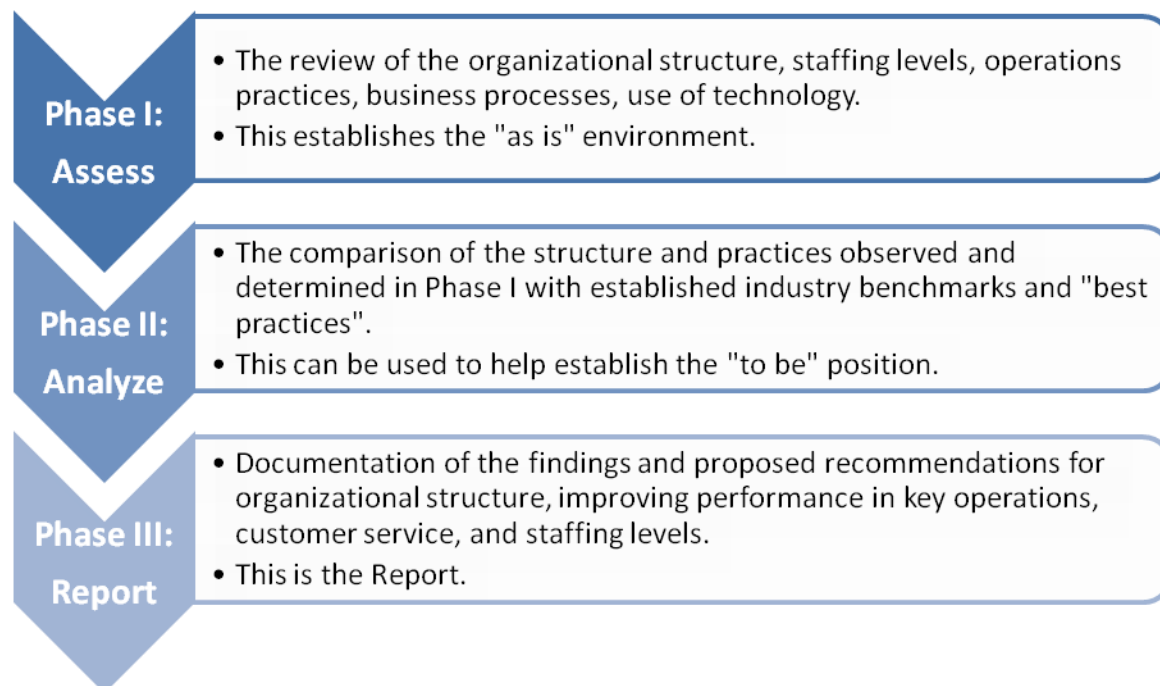 Phase I:
Assess
• The review of the organizational structure, staffing levels, operations
practices, business processes, use of technology.
• This establishes the "as is" environment.
Phase II:
Analyze
• The comparison of the structure and practices observed and
determined in Phase I with established industry benchmarks and "best
practices".
• This can be used to help establish the "to be" position.
Phase III:
Report
• Documentation of the findings and proposed recommendations for
organizational structure, improving performance in key operations,
customer service, and staffing levels.
• This is the Report.